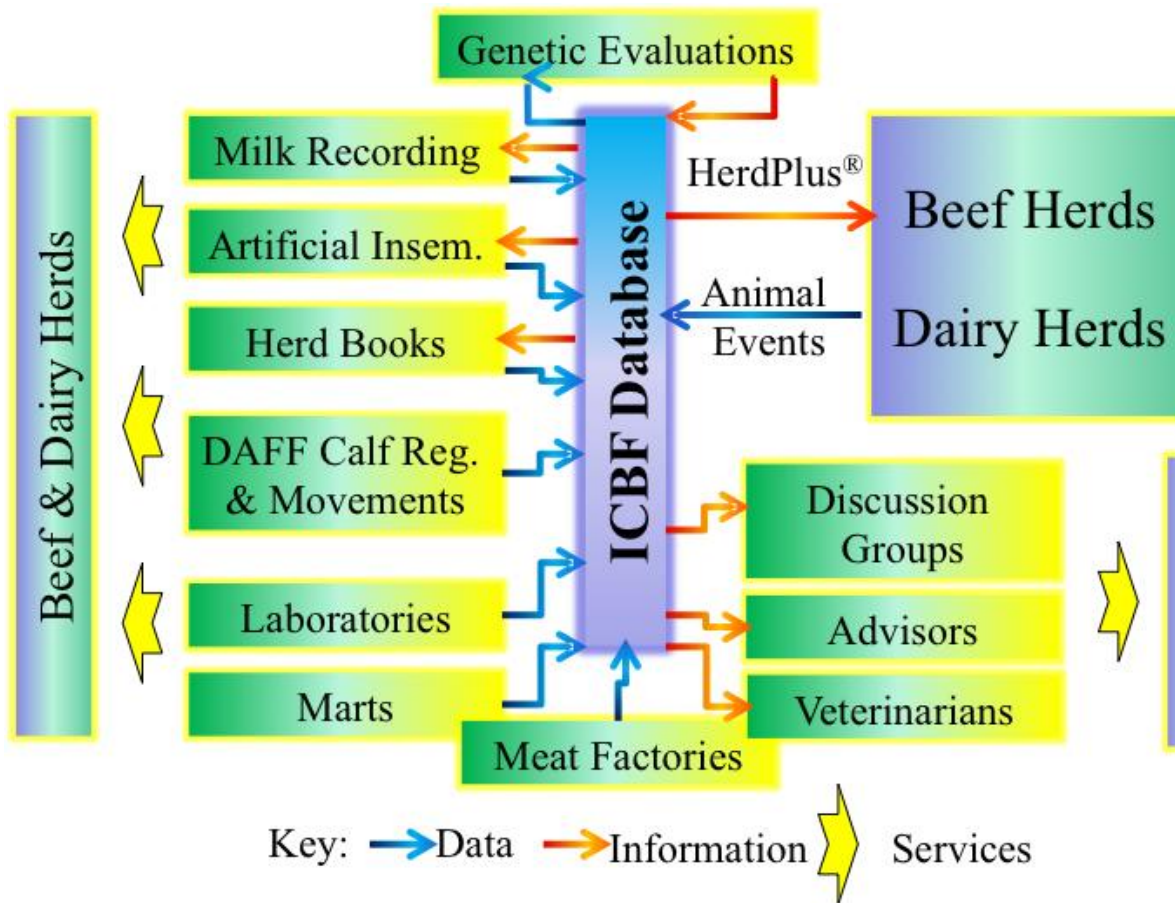 Genetic Evaluations
Beef & Dairy Herds
Milk Recording
Artificial Insem.
Herd Books
DAFF Calf Reg.
& Movements
Laboratories
Marts
Meat Factories
ICBF Database
HerdPlus®
Animal
Events
Beef Herds
Dairy Herds
Discussion
Groups
Advisors
Veterinarians
Key: Data Information Services